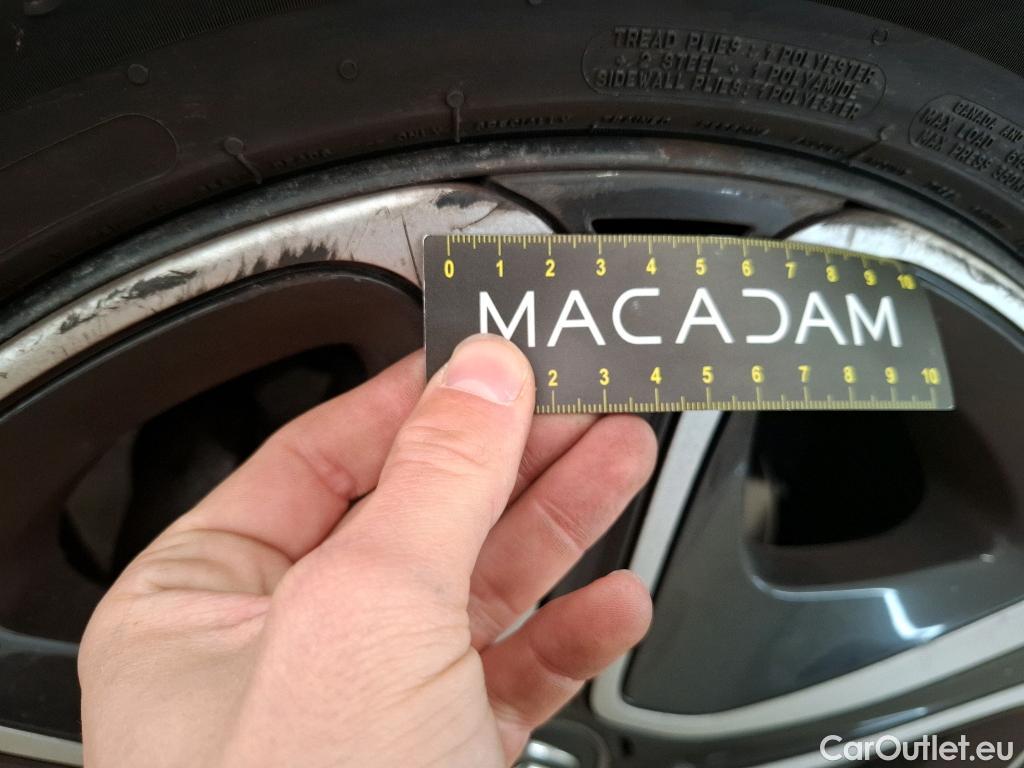 TREAD PLIES: 1 POLYESTER
+ 2 STEEL + 1 POLYAMIDE
SIDEWALL PLIES: 1 POLYESTER
CANADA AND
MAX LOAD
MAX PRESS
0 1 2 3 4 5 6 7 8 9 10
MACADAM
2 3 4 5 6 7 8 9 10
CarOutlet.eu